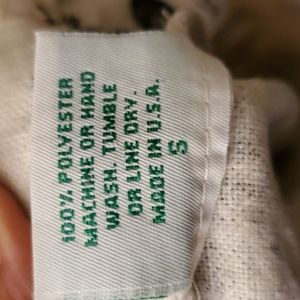 100% POLYESTER
MACHINE OR HAND
WASH. TUMBLE
OR LINE DRY.
MADE IN U.S.A.
S